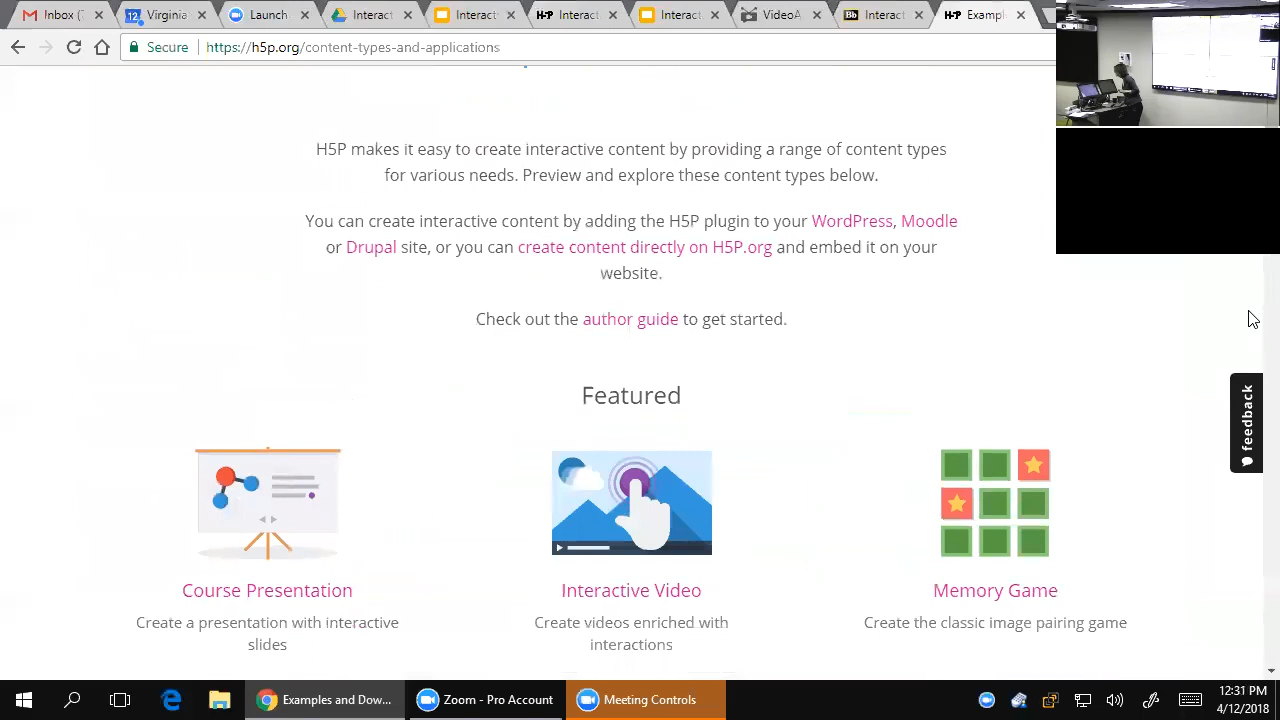 Inbox (1
Virginia
Launch
Interac
Interac
Interact
Interact
VideoA
Bb
Interac
H-P Exampl
12
Secure
https://h5p.org/content-types-and-applications
H5P makes it easy to create interactive content by providing a range of content types
for various needs. Preview and explore these content types below.
You can create interactive content by adding the H5P plugin to your WordPress, Moodle
or Drupal site, or you can create content directly on H5P.org and embed it on your
website.
Check out the author guide to get started.
feedback
Featured
Course Presentation
Create a presentation with interactive
slides
Interactive Video
Create videos enriched with
interactions
Memory Game
Create the classic image pairing game
Examples and Dow...
Zoom - Pro Account
Meeting Controls
12:31 PM
4/12/2018